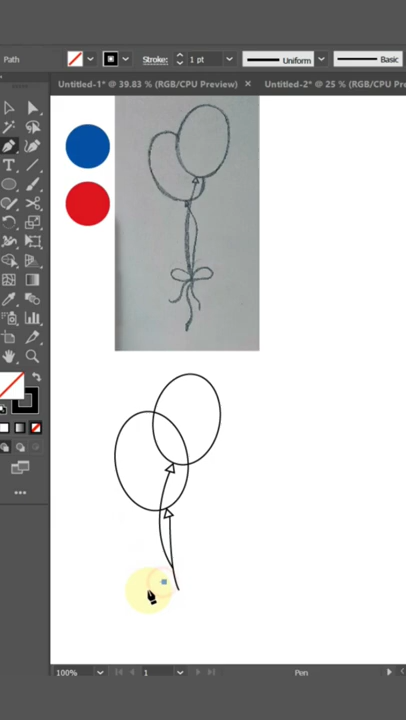 Path Stroke: 1 pt Uniform Basic
Untitled-1* @ 39.83 % (RGB/CPU Preview) × Untitled-2* @ 25 % (RGB/CPU Pre
T
100% 1 Pen